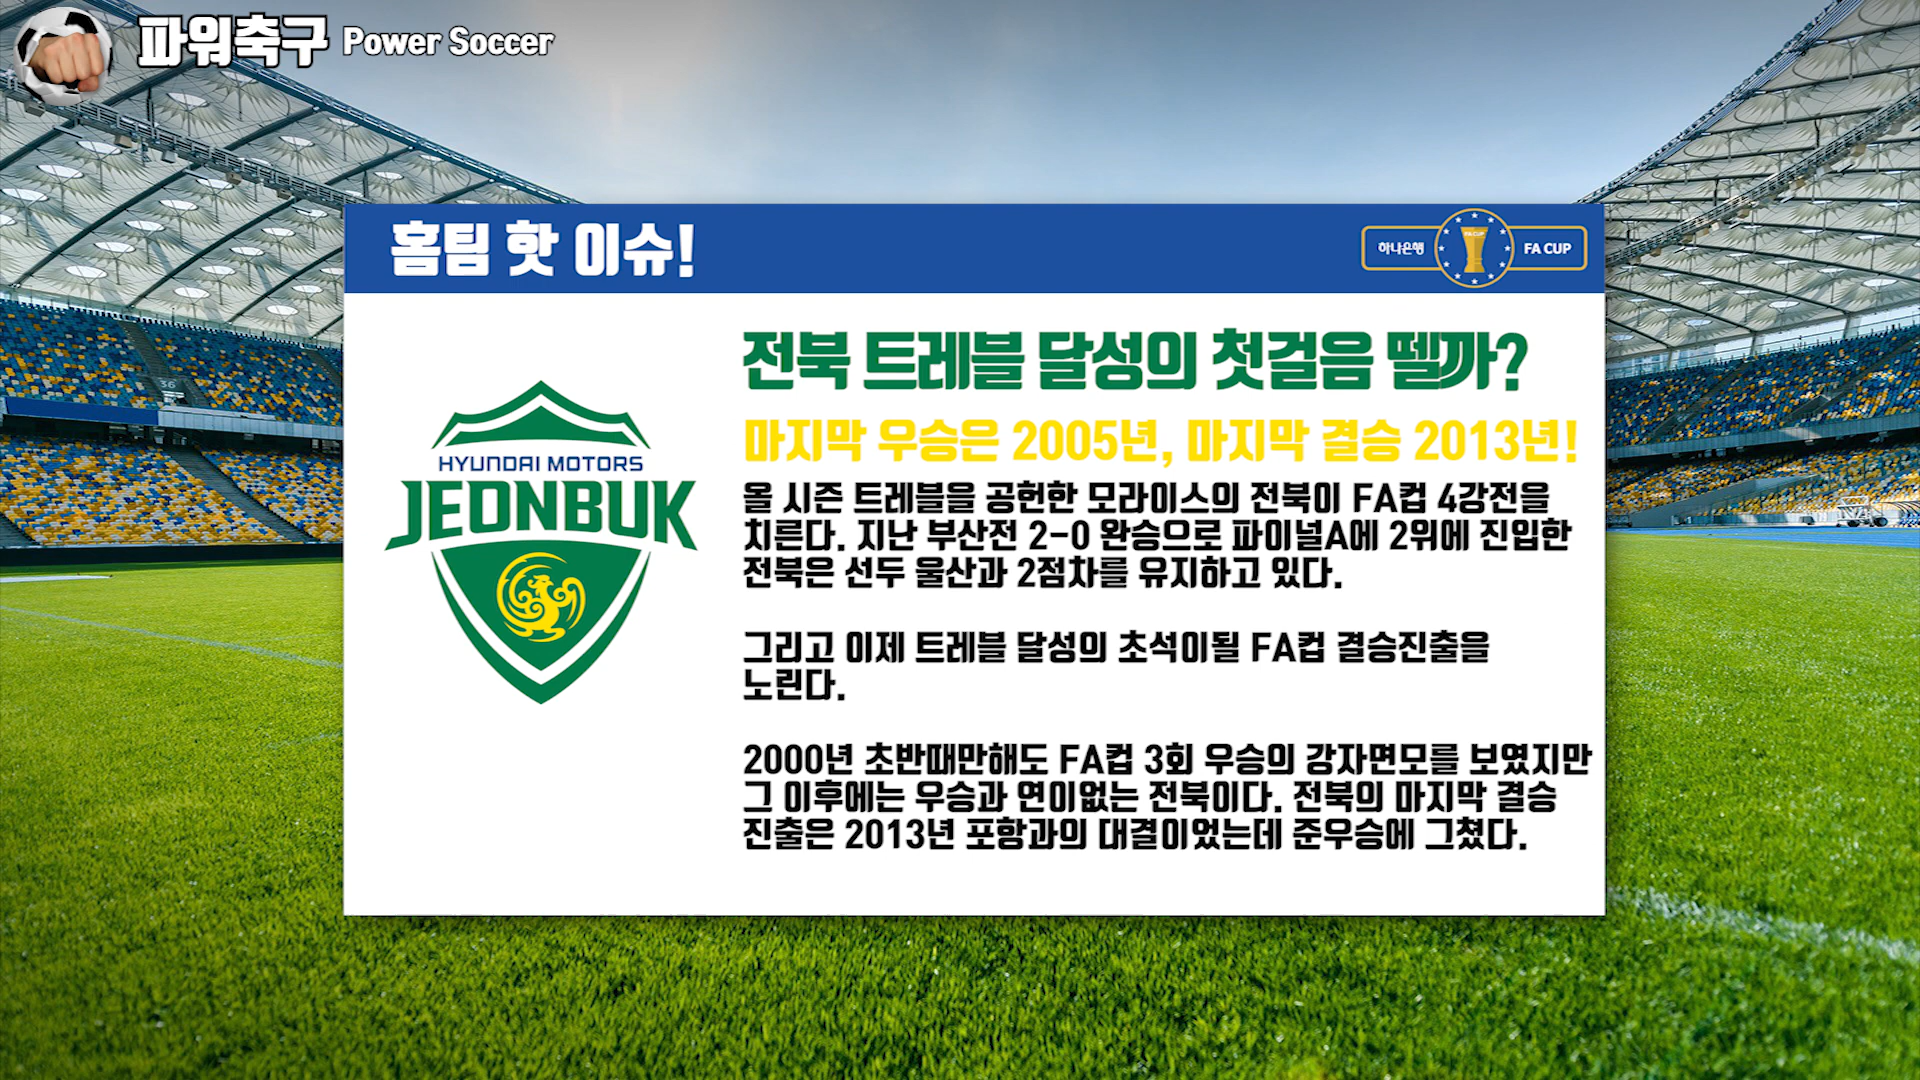 파워축구 Power Soccer
홈팀 핫 이슈!
하나은행 FA CUP FA CUP
전북 트레블 달성의 첫걸음 뗄까?
마지막 우승은 2005년, 마지막 결승 2013년!
HYUNDAI MOTORS
JEONBUK
올 시즌 트레블을 공헌한 모라이스의 전북이 FA컵 4강전을
치른다. 지난 부산전 2-0 완승으로 파이널A에 2위에 진입한
전북은 선두 울산과 2점차를 유지하고 있다.
그리고 이제 트레블 달성의 초석이될 FA컵 결승진출을
노린다.
2000년 초반때만해도 FA컵 3회 우승의 강자면모를 보였지만
그 이후에는 우승과 연이없는 전북이다. 전북의 마지막 결승
진출은 2013년 포항과의 대결이었는데 준우승에 그쳤다.
36